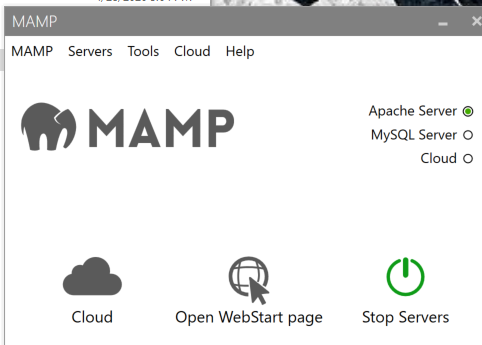 MAMP
MAMP Servers Tools Cloud Help
MAMP
Apache Server
MySQL Server
Cloud
Cloud Open WebStart page Stop Servers